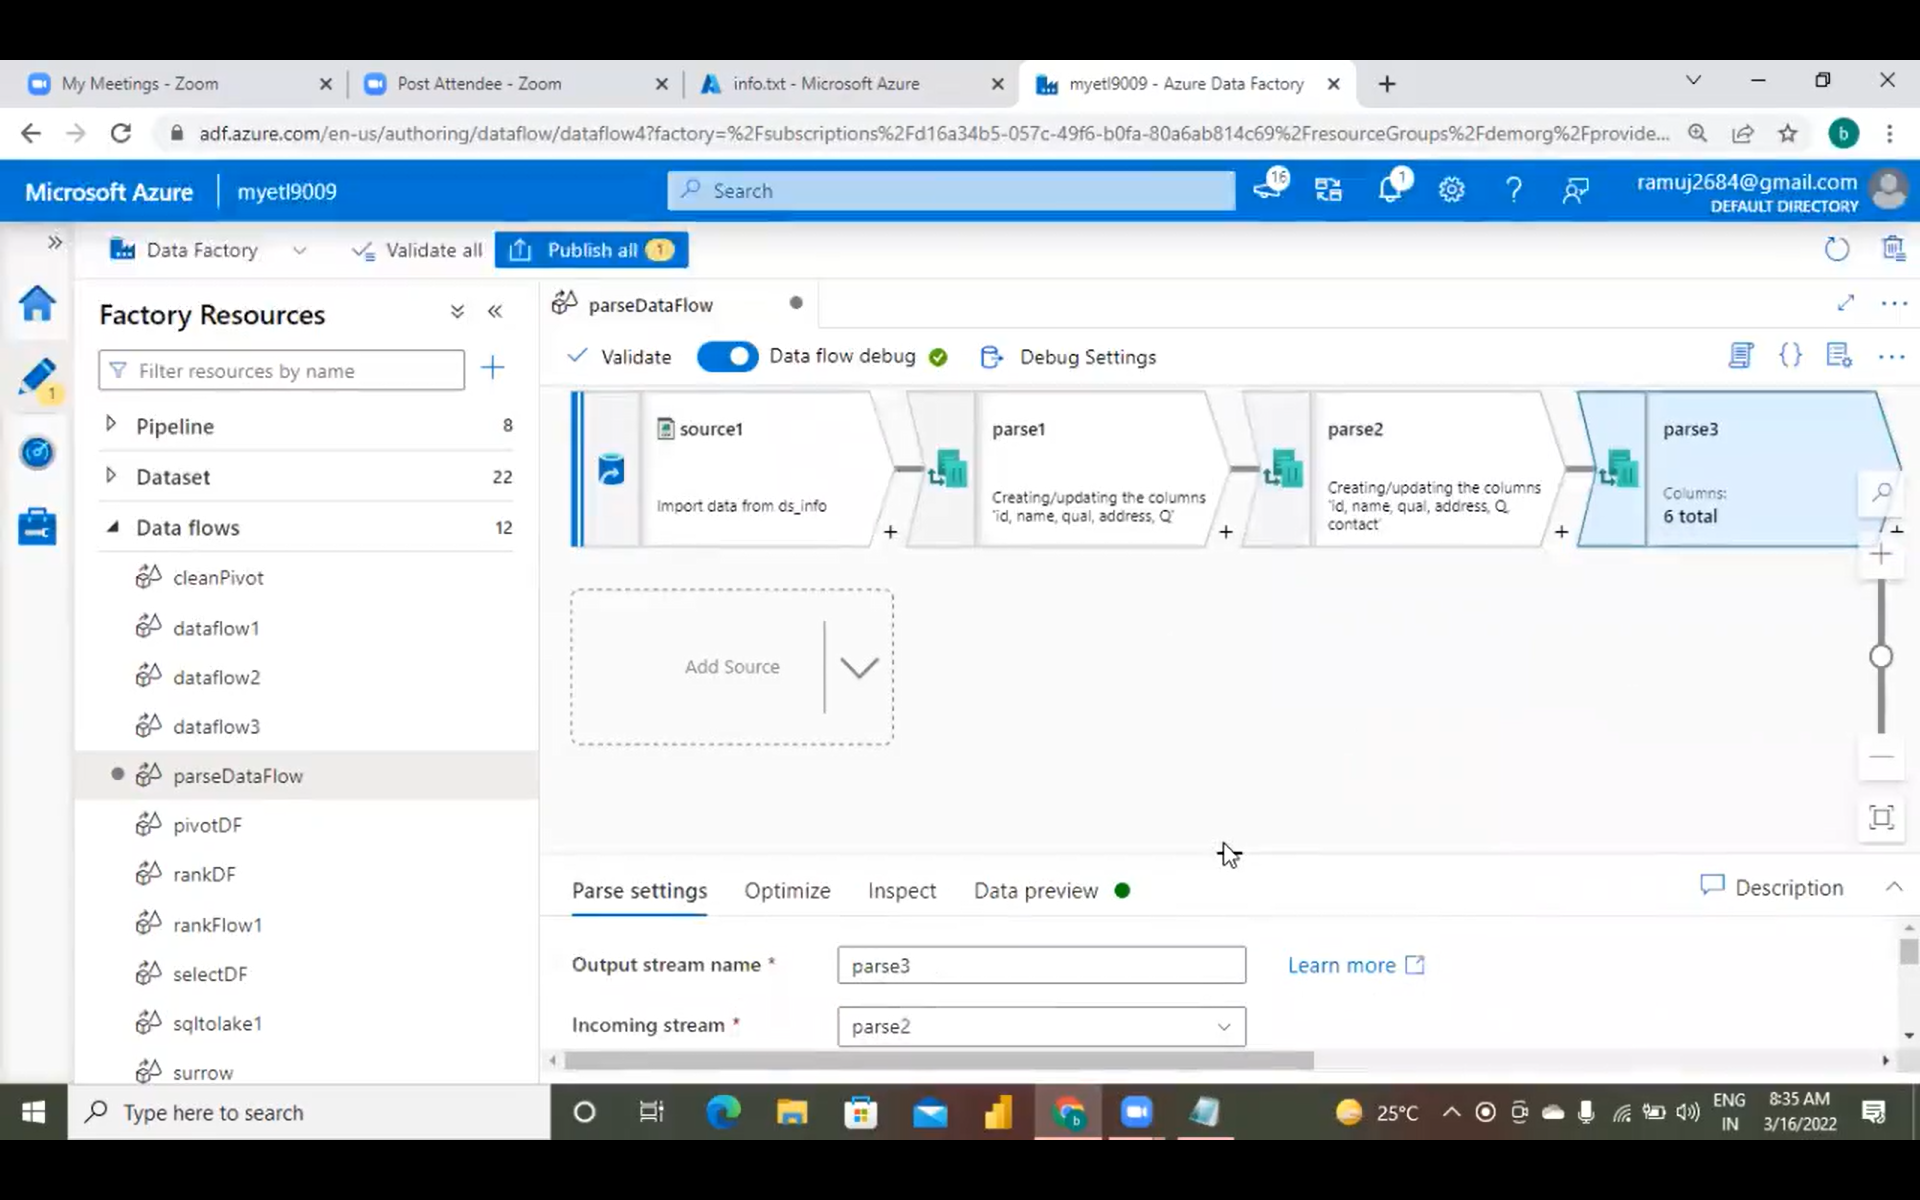 My Meetings - Zoom
Post Attendee - Zoom
info.txt - Microsoft Azure
myetl9009 - Azure Data Factory
adf.azure.com/en-us/authoring/dataflow/dataflow4?factory=%2Fsubscriptions%2Fd16a34b5-057c-49f6-b0fa-80a6ab814c69%2FresourceGroups%2Fdemorg%2Fprovide...
b
Microsoft Azure
myetl9009
Search
16
1
ramuj2684@gmail.com
DEFAULT DIRECTORY
Data Factory
Validate all
Publish all 1
Factory Resources
parseDataFlow
Filter resources by name
Validate
Data flow debug
Debug Settings
1
Pipeline 8
Dataset 22
Data flows 12
cleanPivot
dataflow1
dataflow2
dataflow3
parseDataFlow
pivotDF
rankDF
rankFlow1
selectDF
sqltolake1
surrow
source1
Import data from ds_info
parse1
Creating/updating the columns
'id, name, qual, address, Q'
parse2
Creating/updating the columns
'id, name, qual, address, Q,
contact'
parse3
Columns:
6 total
Add Source
Parse settings
Optimize
Inspect
Data preview
Description
Output stream name *
parse3
Learn more
Incoming stream *
parse2
Type here to search
25°C
ENG
IN
8:35 AM
3/16/2022